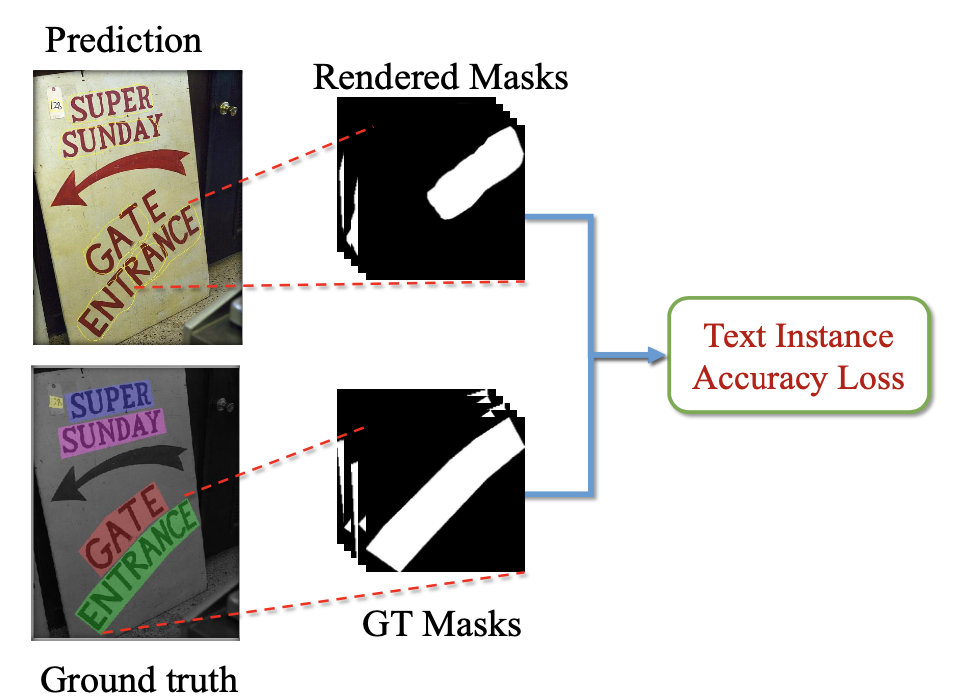 Prediction
Rendered Masks
128
SUPER
SUNDAY
GATE
ENTRANCE
Text Instance
Accuracy Loss
SUPER
SUNDAY
GATE
ENTRANCE
GT Masks
Ground truth